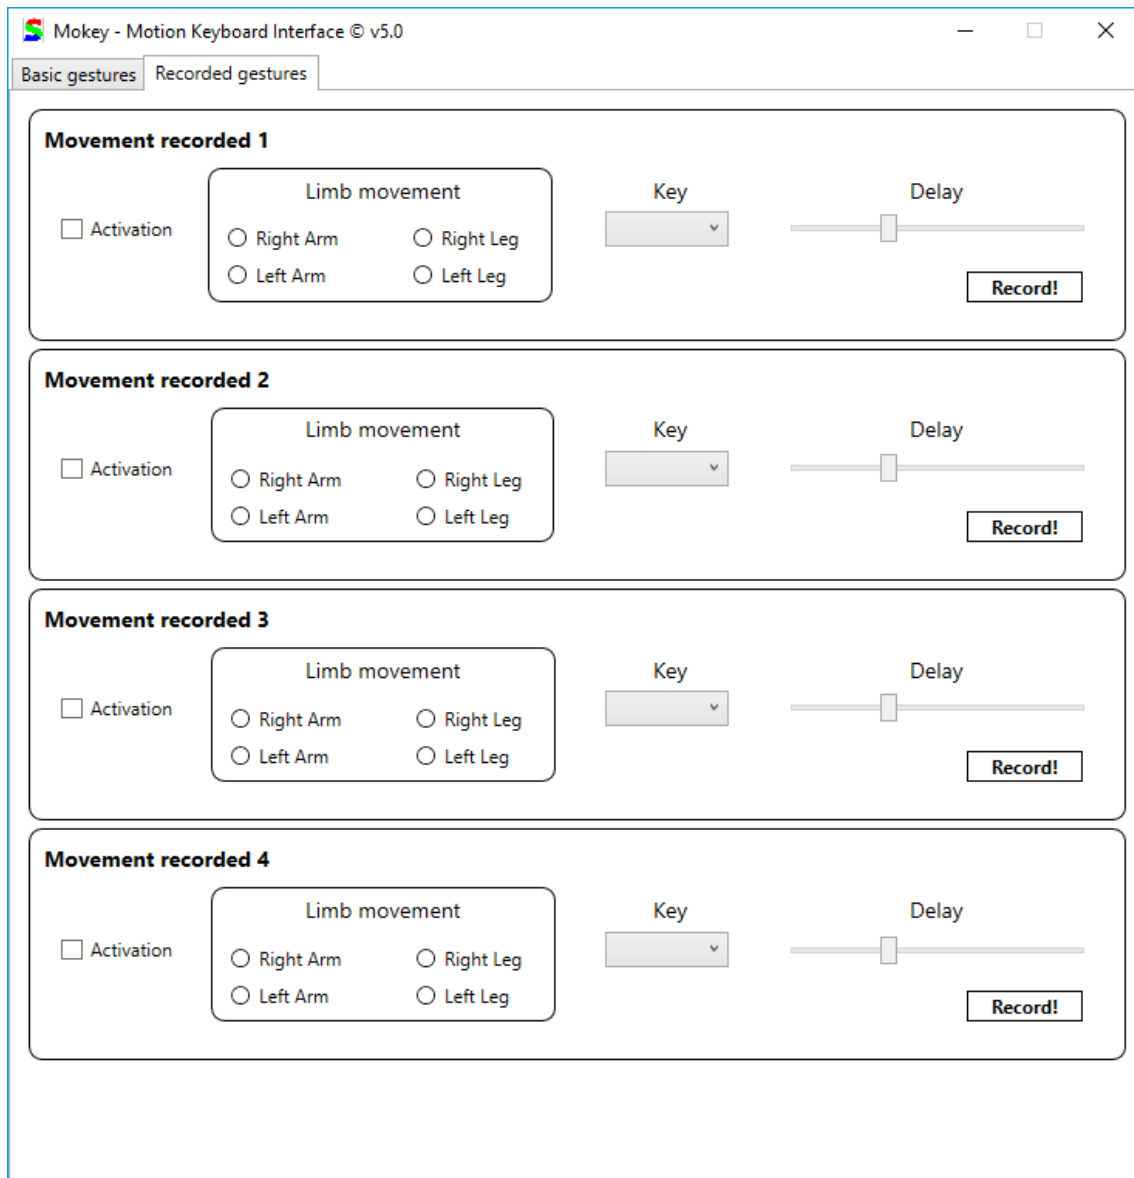 Mokey - Motion Keyboard Interface © v5.0
Basic gestures Recorded gestures
Movement recorded 1
Limb movement Key Delay
Activation
Right Arm Right Leg
Left Arm Left Leg
Record!
Movement recorded 2
Limb movement Key Delay
Activation
Right Arm Right Leg
Left Arm Left Leg
Record!
Movement recorded 3
Limb movement Key Delay
Activation
Right Arm Right Leg
Left Arm Left Leg
Record!
Movement recorded 4
Limb movement Key Delay
Activation
Right Arm Right Leg
Left Arm Left Leg
Record!